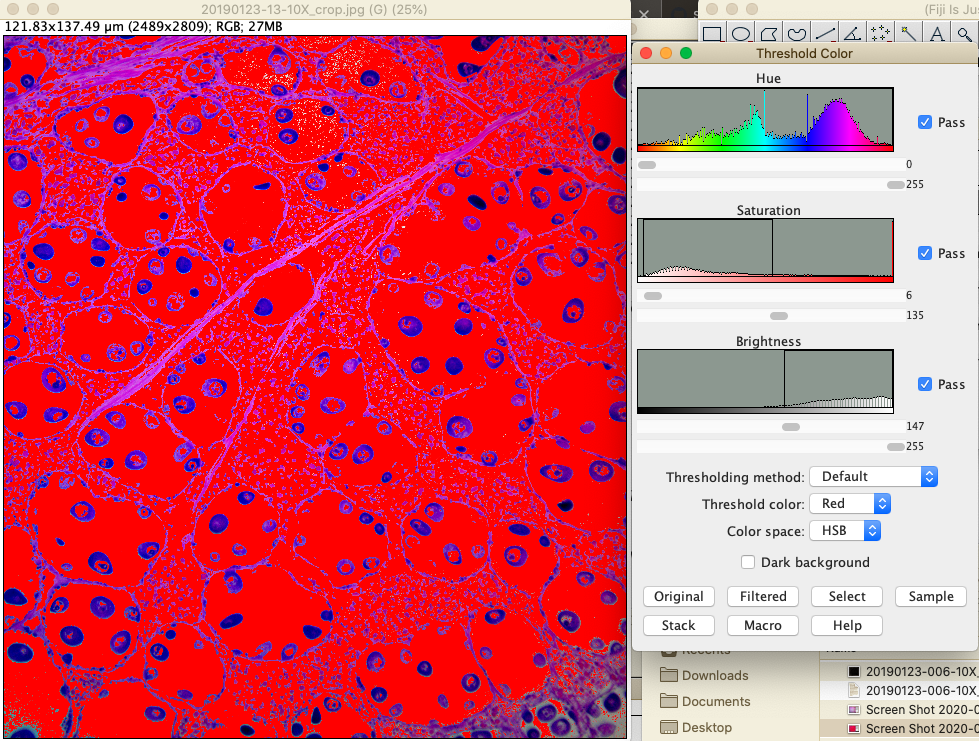 20190123-13-10X_crop.jpg (G) (25%)
121.83x137.49 µm (2489x2809); RGB; 27MB
(Fiji Is Ju
Threshold Color
Hue
Pass
0
255
Saturation
Pass
6
135
Brightness
Pass
147
255
Thresholding method: Default
Threshold color: Red
Color space: HSB
Dark background
Original Filtered Select Sample
Stack Macro Help
Recents
Downloads
Documents
Desktop
Name
20190123-006-10X_
20190123-006-10X_
Screen Shot 2020-0
Screen Shot 2020-0